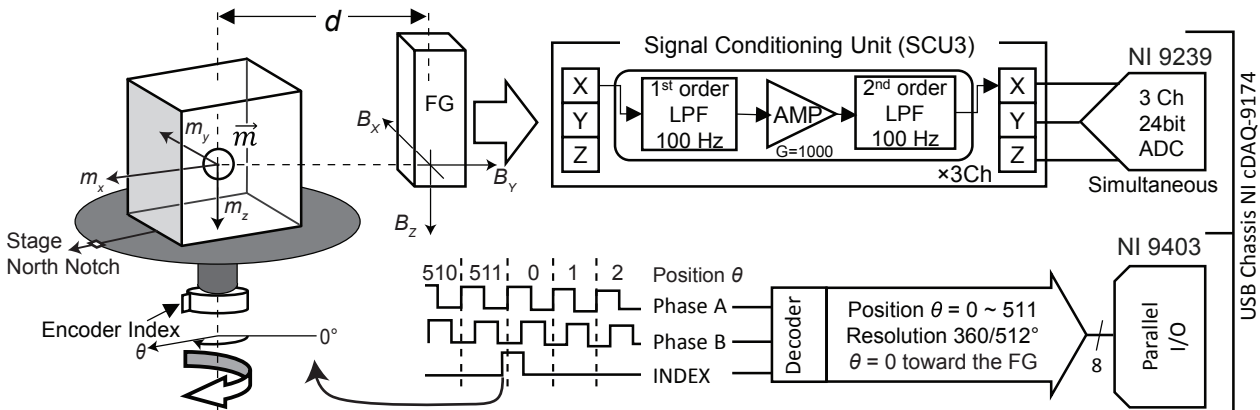 d
m_y
\vec{m}
m_x
m_z
Stage
North Notch
Encoder Index
θ
0°
FG
B_X
B_Y
B_Z
Signal Conditioning Unit (SCU3)
X
Y
Z
1st order
LPF
100 Hz
AMP
G=1000
2nd order
LPF
100 Hz
×3Ch
X
Y
Z
NI 9239
3 Ch
24bit
ADC
Simultaneous
USB Chassis NI cDAQ-9174
510 511 0 1 2 Position θ
Phase A
Phase B
INDEX
Decoder
Position θ = 0 ~ 511
Resolution 360/512°
θ = 0 toward the FG
8
NI 9403
Parallel
I/O